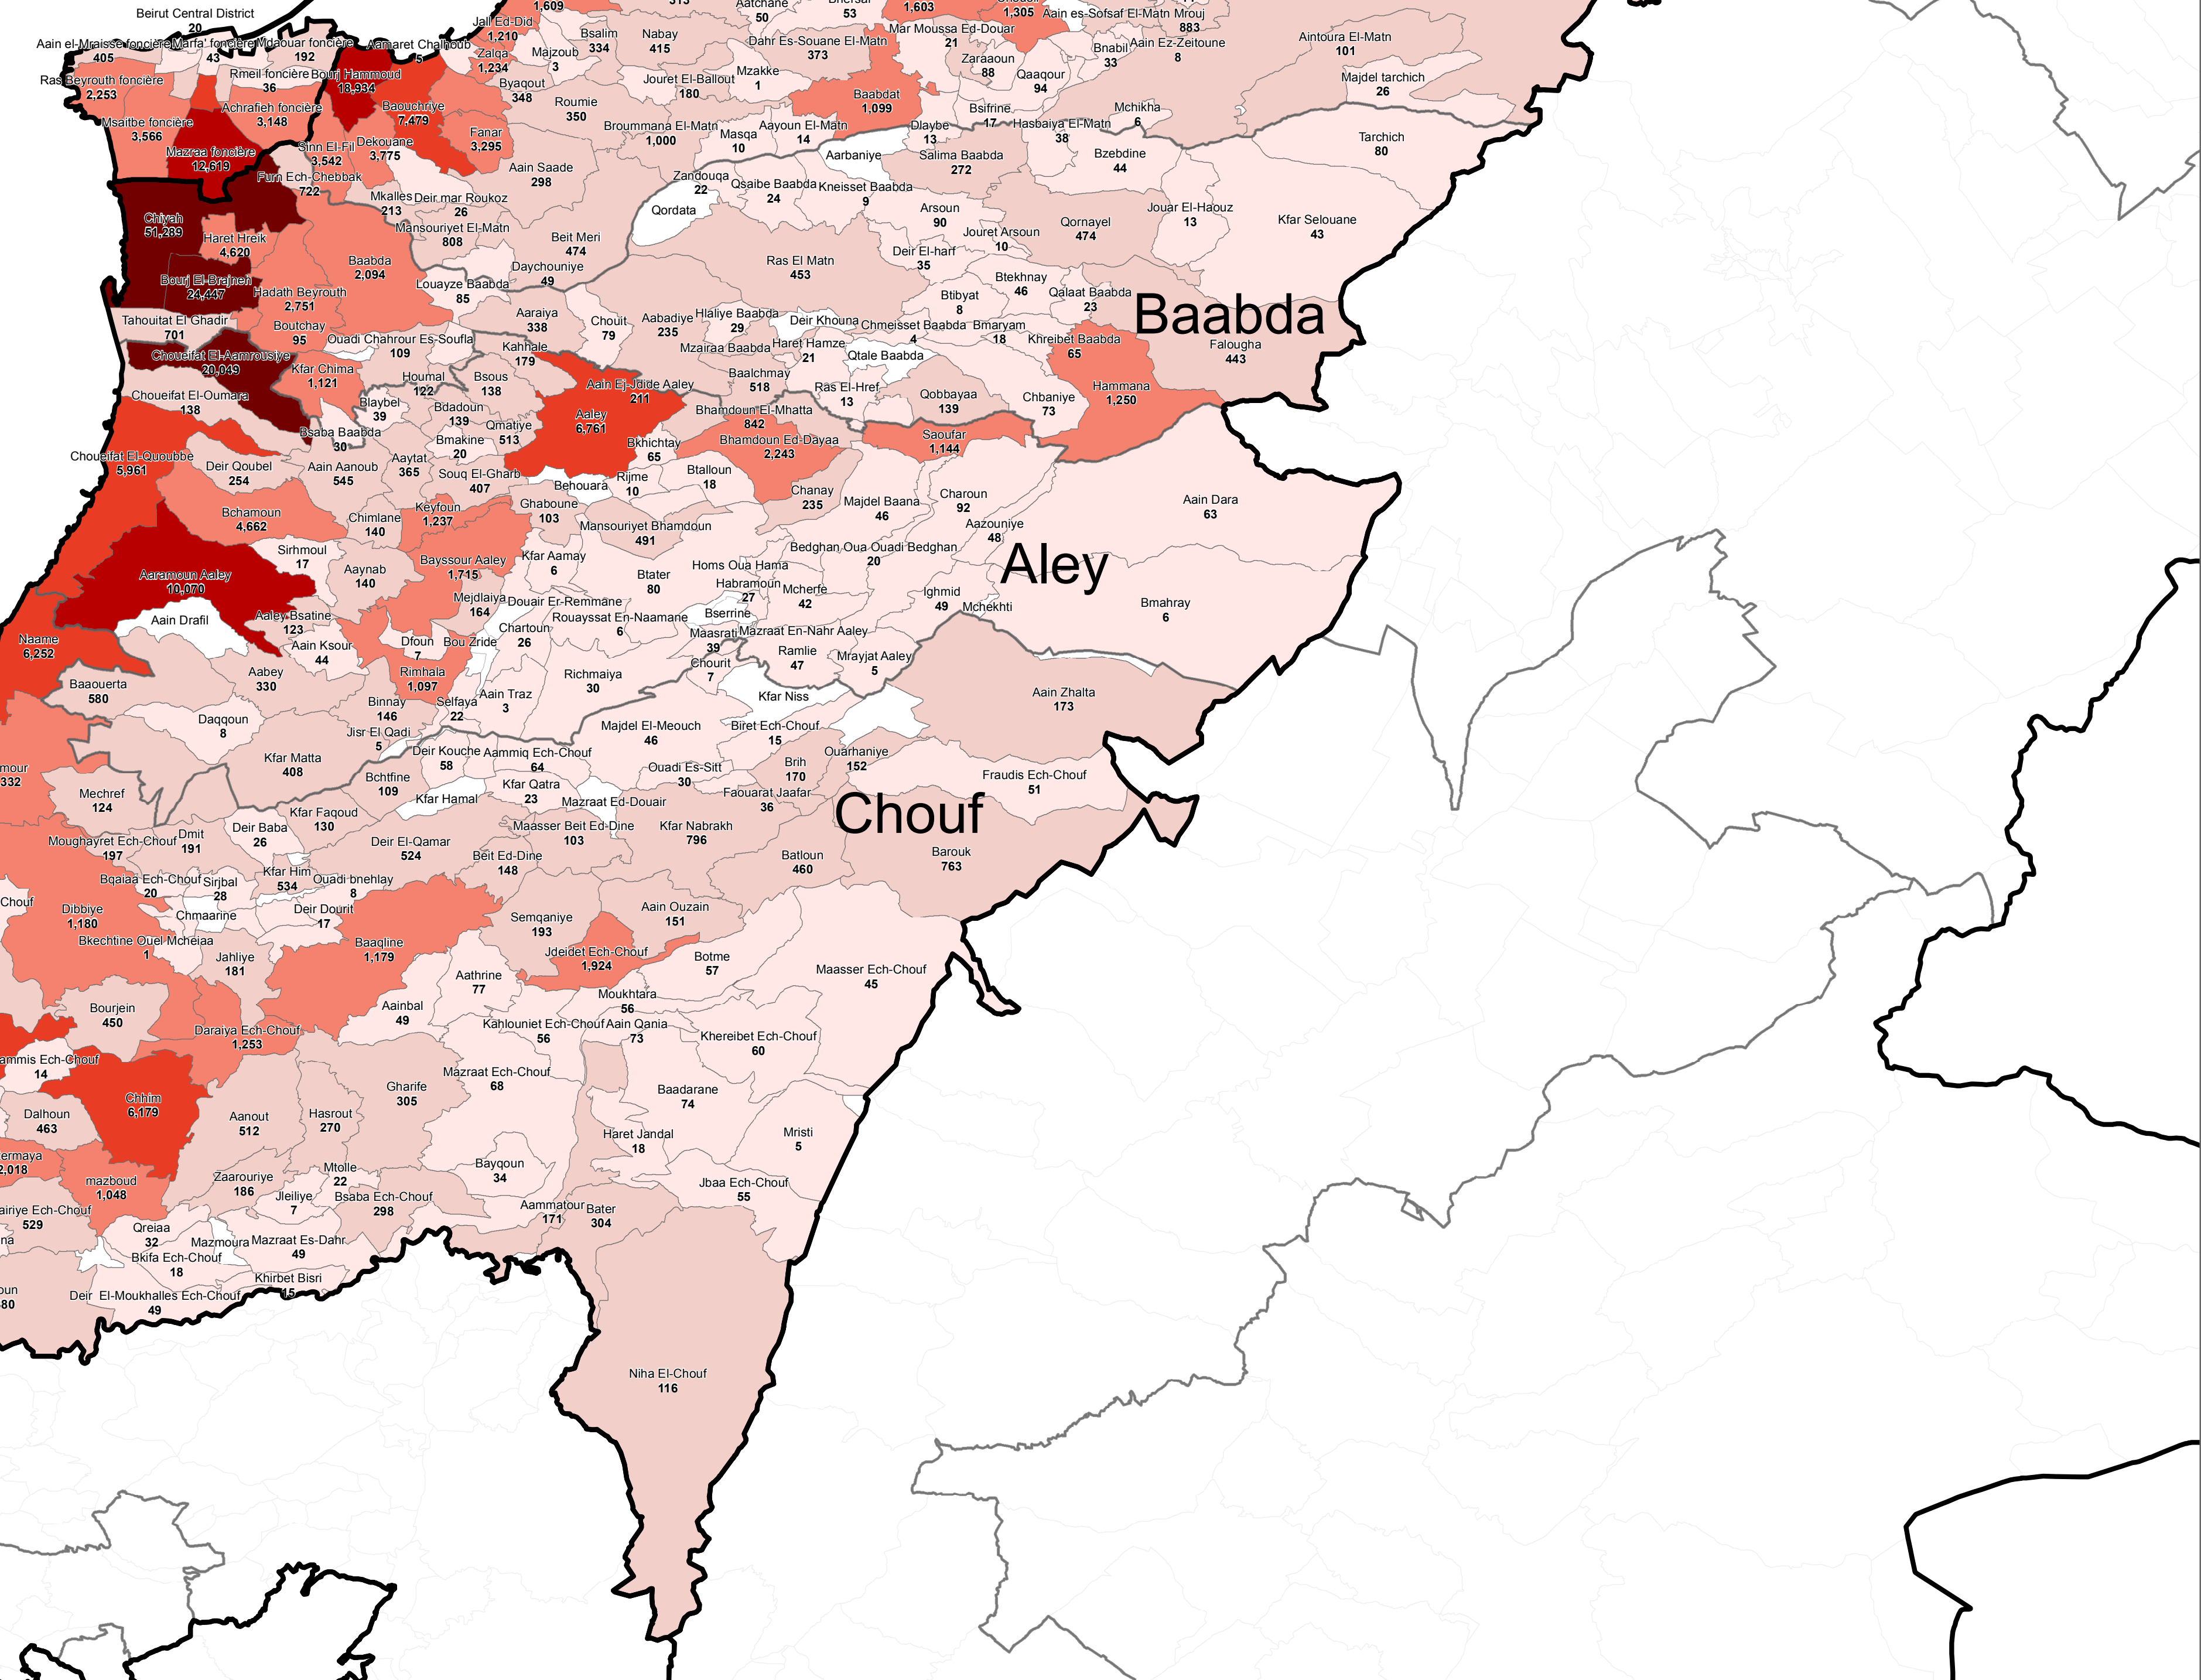 1,609
313
Aatchane
50
Dhersar
53
1,603
1,305
Aain es-Sofsaf El-Matn
Mrouj
883
Beirut Central District
20
Jall Ed-Did
1,210
Bsalim
334
Nabay
415
Dahr Es-Souane El-Matn
373
Mar Moussa Ed-Douar
21
Bnabil
33
Aain Ez-Zeitoune
8
Aintoura El-Matn
101
Aain el-Mraisse foncière
405
Marfa' foncière
43
Mdaouar foncière
192
Aamaret Chalhoub
5
Zalqa
1,234
Majzoub
3
Zaraaoun
88
Qaaqour
94
Majdel tarchich
26
Ras Beyrouth foncière
2,253
Rmeil foncière
36
Bourj Hammoud
18,934
Byaqout
348
Jouret El-Ballout
180
Mzakke
1
Baabdat
1,099
Roumie
350
Bsifrine
17
Mchikha
6
Msaitbe foncière
3,566
Achrafieh foncière
3,148
Baouchriye
7,479
Fanar
3,295
Broummana El-Matn
1,000
Masqa
10
Aayoun El-Matn
14
Dlaybe
13
Hasbaiya El-Matn
38
Tarchich
80
Mazraa foncière
12,619
Sinn El-Fil
3,542
Dekouane
3,775
Aain Saade
298
Aarbaniye
Salima Baabda
272
Bzebdine
44
Furn Ech-Chebbak
722
Mkalles
213
Deir mar Roukoz
26
Zandouqa
22
Qsaibe Baabda
24
Kneisset Baabda
9
Qordata
Arsoun
90
Jouar El-Haouz
13
Chiyah
51,289
Haret Hreik
4,620
Mansouriyet El-Matn
808
Beit Meri
474
Jouret Arsoun
10
Qornayel
474
Kfar Selouane
43
Baabda
2,094
Daychouniye
49
Ras El Matn
453
Deir El-harf
35
Bourj El-Brajneh
24,447
Hadath Beyrouth
2,751
Louayze Baabda
85
Btekhnay
46
Btibyat
8
Qalaat Baabda
23
Baabda
Tahouitat El Ghadir
701
Boutchay
95
Ouadi Chahrour Es-Soufla
109
Aaraiya
338
Chouit
79
Aabadiye
235
Hlaliye Baabda
29
Deir Khouna
Chmeisset Baabda
4
Bmaryam
18
Khreibet Baabda
65
Falougha
443
Choueifat El-Aamrousiye
20,049
Kahhale
179
Mzairaa Baabda
Haret Hamze
21
Qtale Baabda
Kfar Chima
1,121
Houmal
122
Bsous
138
Aain Ej-Jdide Aaley
211
Baalchmay
518
Ras El-Href
13
Qobbayaa
139
Chbaniye
73
Hammana
1,250
Choueifat El-Oumara
138
Blaybel
39
Bdadoun
139
Qmatiye
513
Aaley
6,761
Bhamdoun El-Mhatta
842
Bsaba Baabda
30
Bmakine
20
Bkhichtay
65
Bhamdoun Ed-Dayaa
2,243
Saoufar
1,144
Choueifat El-Quoubbe
5,961
Deir Qoubel
254
Aain Aanoub
545
Aaytat
365
Souq El-Gharb
407
Behouara
Rijme
10
Btalloun
18
Chanay
235
Majdel Baana
46
Charoun
92
Aain Dara
63
Bchamoun
4,662
Chimlane
140
Keyfoun
1,237
Ghaboune
103
Mansouriyet Bhamdoun
491
Aazouniye
48
Sirhmoul
17
Bayssour Aaley
1,715
Kfar Aamay
6
Bedghan Oua Ouadi Bedghan
20
Aley
Aaramoun Aaley
10,070
Aaynab
140
Btater
80
Homs Oua Hama
Habramoun
27
Mcherfe
42
Ighmid
49
Mchekhti
Bmahray
6
Mejdlaiya
164
Douair Er-Remmane
Rouayssat En-Naamane
6
Bserrine
Aain Drafil
Aaley Bsatine
123
Chartoun
26
Maasrati
39
Mazraat En-Nahr Aaley
Naame
6,252
Aain Ksour
44
Dfoun
7
Bou Zride
Chourit
7
Ramlie
47
Mrayjat Aaley
5
Baaouerta
580
Aabey
330
Rimhala
1,097
Richmaiya
30
Kfar Niss
Aain Zhalta
173
Binnay
146
Selfaya
22
Aain Traz
3
Daqqoun
8
Jisr El Qadi
5
Majdel El-Meouch
46
Biret Ech-Chouf
15
Kfar Matta
408
Deir Kouche
58
Aammiq Ech-Chouf
64
Ouarhaniye
152
mour
332
Bchtfine
109
Ouadi Es-Sitt
30
Brih
170
Fraudis Ech-Chouf
51
Mechref
124
Kfar Hamal
Kfar Qatra
23
Mazraat Ed-Douair
Faouarat Jaafar
36
Chouf
Kfar Faqoud
130
Moughayret Ech-Chouf
197
Dmit
191
Deir Baba
26
Deir El-Qamar
524
Maasser Beit Ed-Dine
103
Kfar Nabrakh
796
Batloun
460
Barouk
763
Beit Ed-Dine
148
Bqaiaa Ech-Chouf
20
Sirjbal
28
Kfar Him
534
Ouadi bnehlay
8
Chouf
Dibbiye
1,180
Chmaarine
Deir Dourit
17
Semqaniye
193
Aain Ouzain
151
Bkechtine Ouel Mcheiaa
1
Baaqline
1,179
Jahliye
181
Jdeidet Ech-Chouf
1,924
Botme
57
Maasser Ech-Chouf
45
Aathrine
77
Moukhtara
56
Bourjein
450
Aainbal
49
Daraiya Ech-Chouf
1,253
Kahlouniet Ech-Chouf
56
Aain Qania
73
Khereibet Ech-Chouf
60
ammis Ech-Chouf
14
Mazraat Ech-Chouf
68
Chhim
6,179
Gharife
305
Baadarane
74
Dalhoun
463
Aanout
512
Hasrout
270
Haret Jandal
18
Mristi
5
ermaya
2,018
mazboud
1,048
Zaarouriye
186
Mtolle
22
Bayqoun
34
Jbaa Ech-Chouf
55
airiye Ech-Chouf
529
Jleiliye
7
Bsaba Ech-Chouf
298
Aammatour
171
Bater
304
na
Qreiaa
32
Mazmoura
Mazraat Es-Dahr
49
Bkifa Ech-Chouf
18
Khirbet Bisri
15
oun
80
Deir El-Moukhalles Ech-Chouf
49
Niha El-Chouf
116